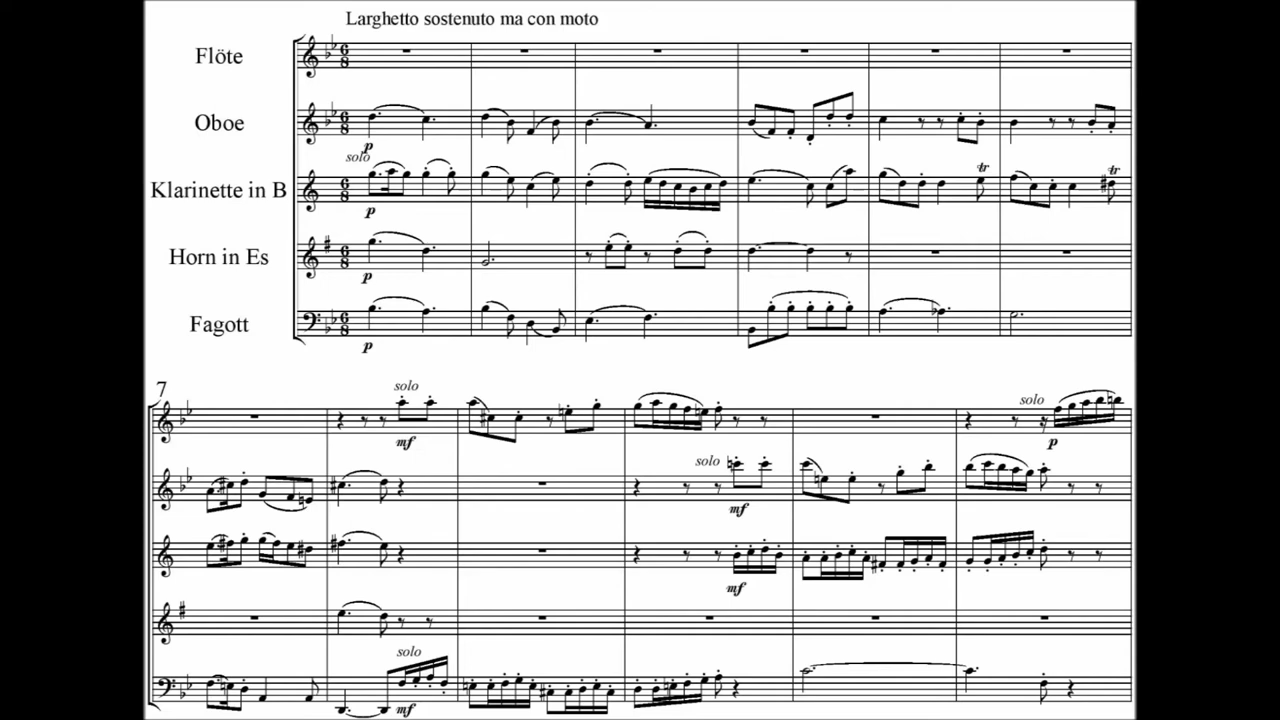 Larghetto sostenuto ma con moto
Flöte
Oboe
p
solo
Klarinette in B
tr
tr
p
Horn in Es
p
Fagott
p
7
solo
mf
solo
p
solo
mf
mf
solo
mf